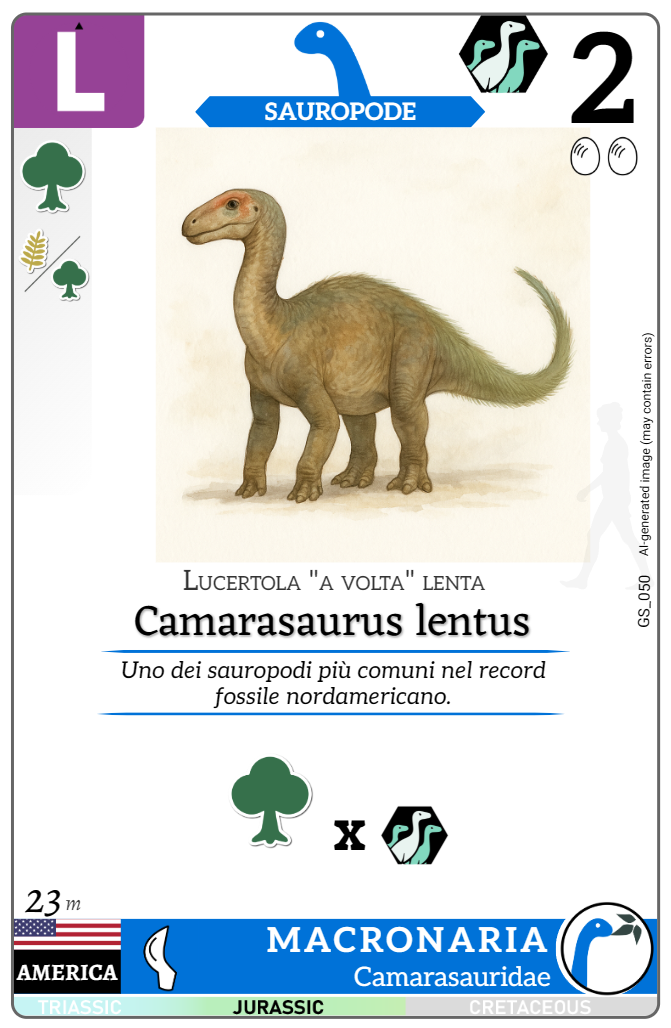 L
SAUROPODE
2
AI-generated image (may contain errors)
GS_050
Lucertola "a volta" lenta
Camarasaurus lentus
Uno dei sauropodi più comuni nel record
fossile nordamericano.
x
23 m
AMERICA
MACRONARIA
Camarasauridae
TRIASSIC
JURASSIC
CRETACEOUS